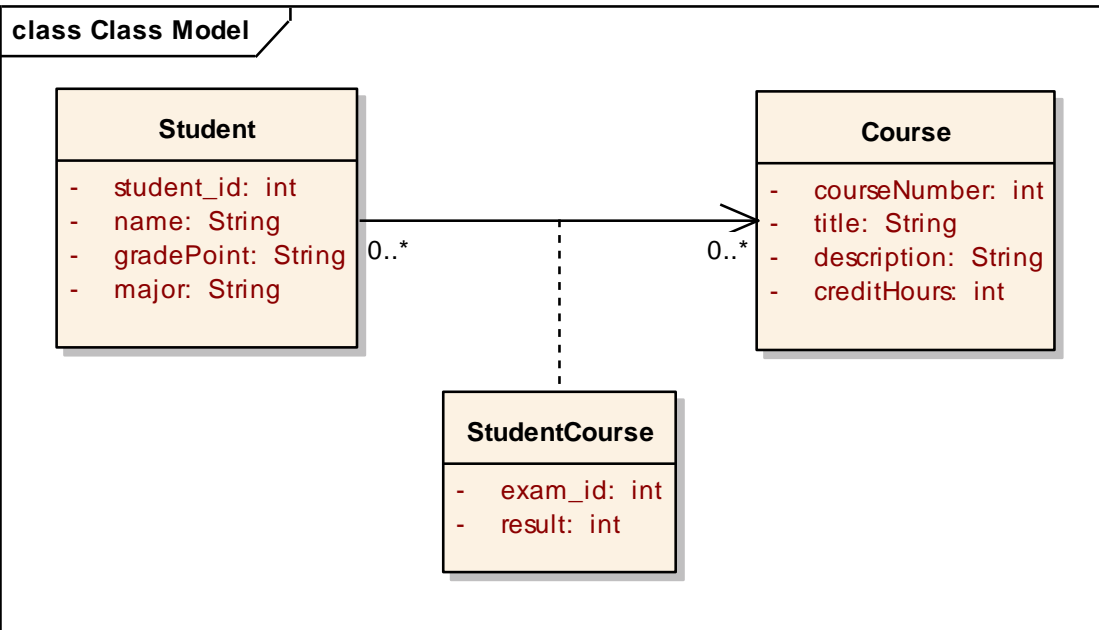 class Class Model
Student
- student_id: int
- name: String
- gradePoint: String
- major: String
Course
- courseNumber: int
- title: String
- description: String
- creditHours: int
0..*
0..*
StudentCourse
- exam_id: int
- result: int